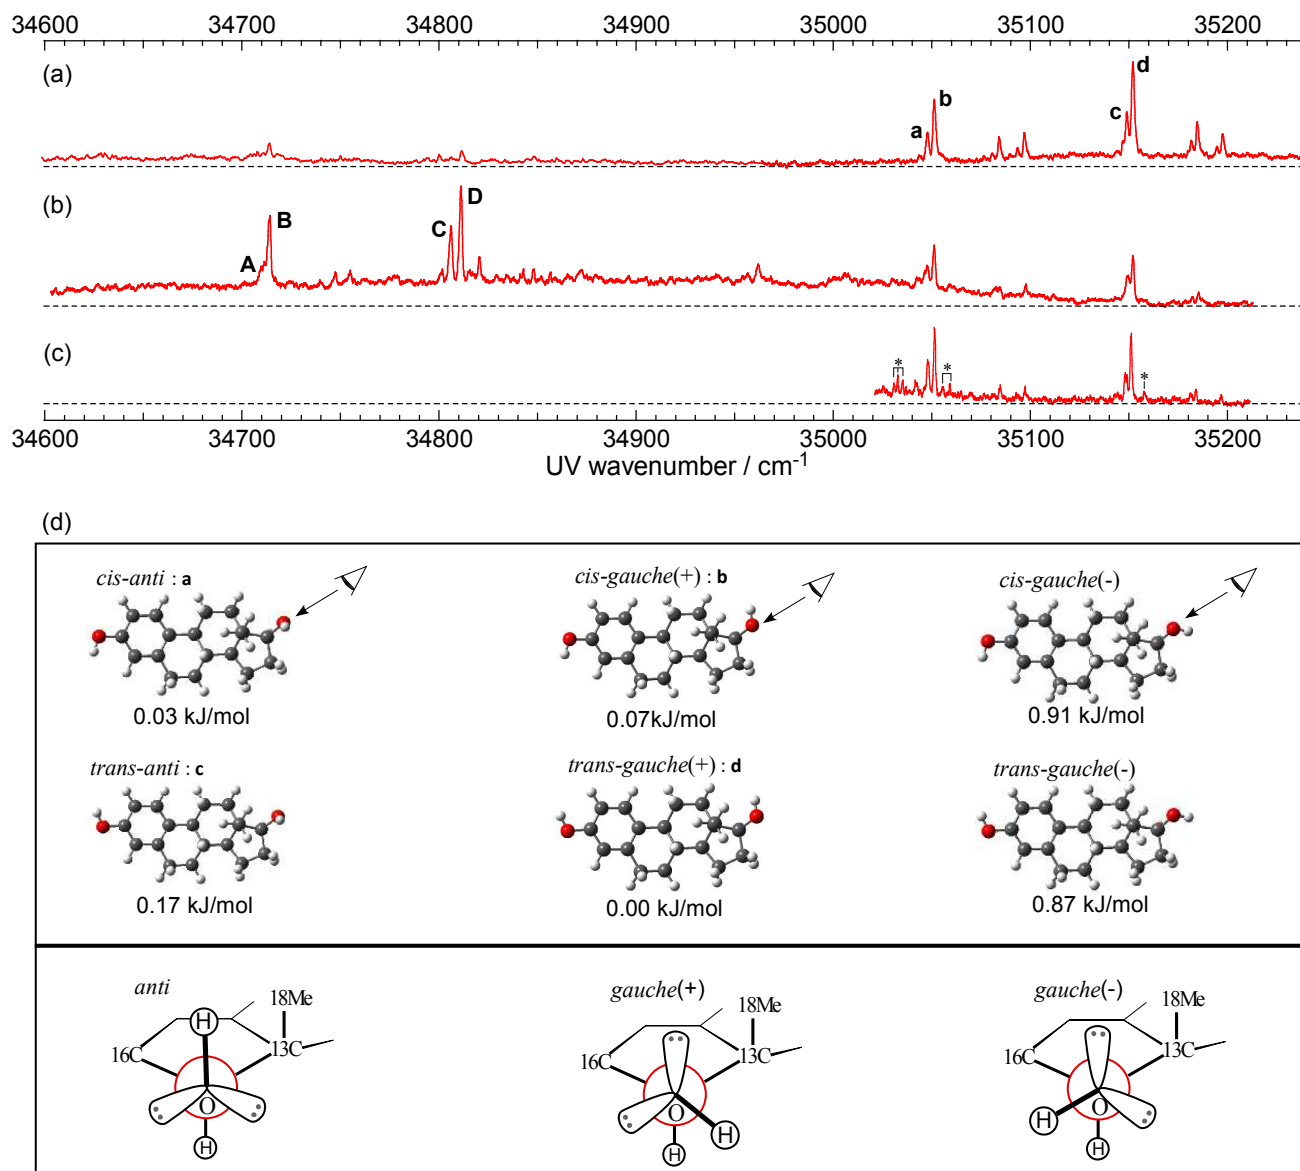 34600 34700 34800 34900 35000 35100 35200
(a)
a b c d
(b)
A B C D
(c)
* * *
34600 34700 34800 34900 35000 35100 35200
UV wavenumber / cm-1
(d)
cis-anti : a cis-gauche(+) : b cis-gauche(-)
0.03 kJ/mol 0.07kJ/mol 0.91 kJ/mol
trans-anti : c trans-gauche(+) : d trans-gauche(-)
0.17 kJ/mol 0.00 kJ/mol 0.87 kJ/mol
anti gauche(+) gauche(-)
18Me 18Me 18Me
H
16C 13C 16C 13C 16C 13C
O O O
H H
H H H